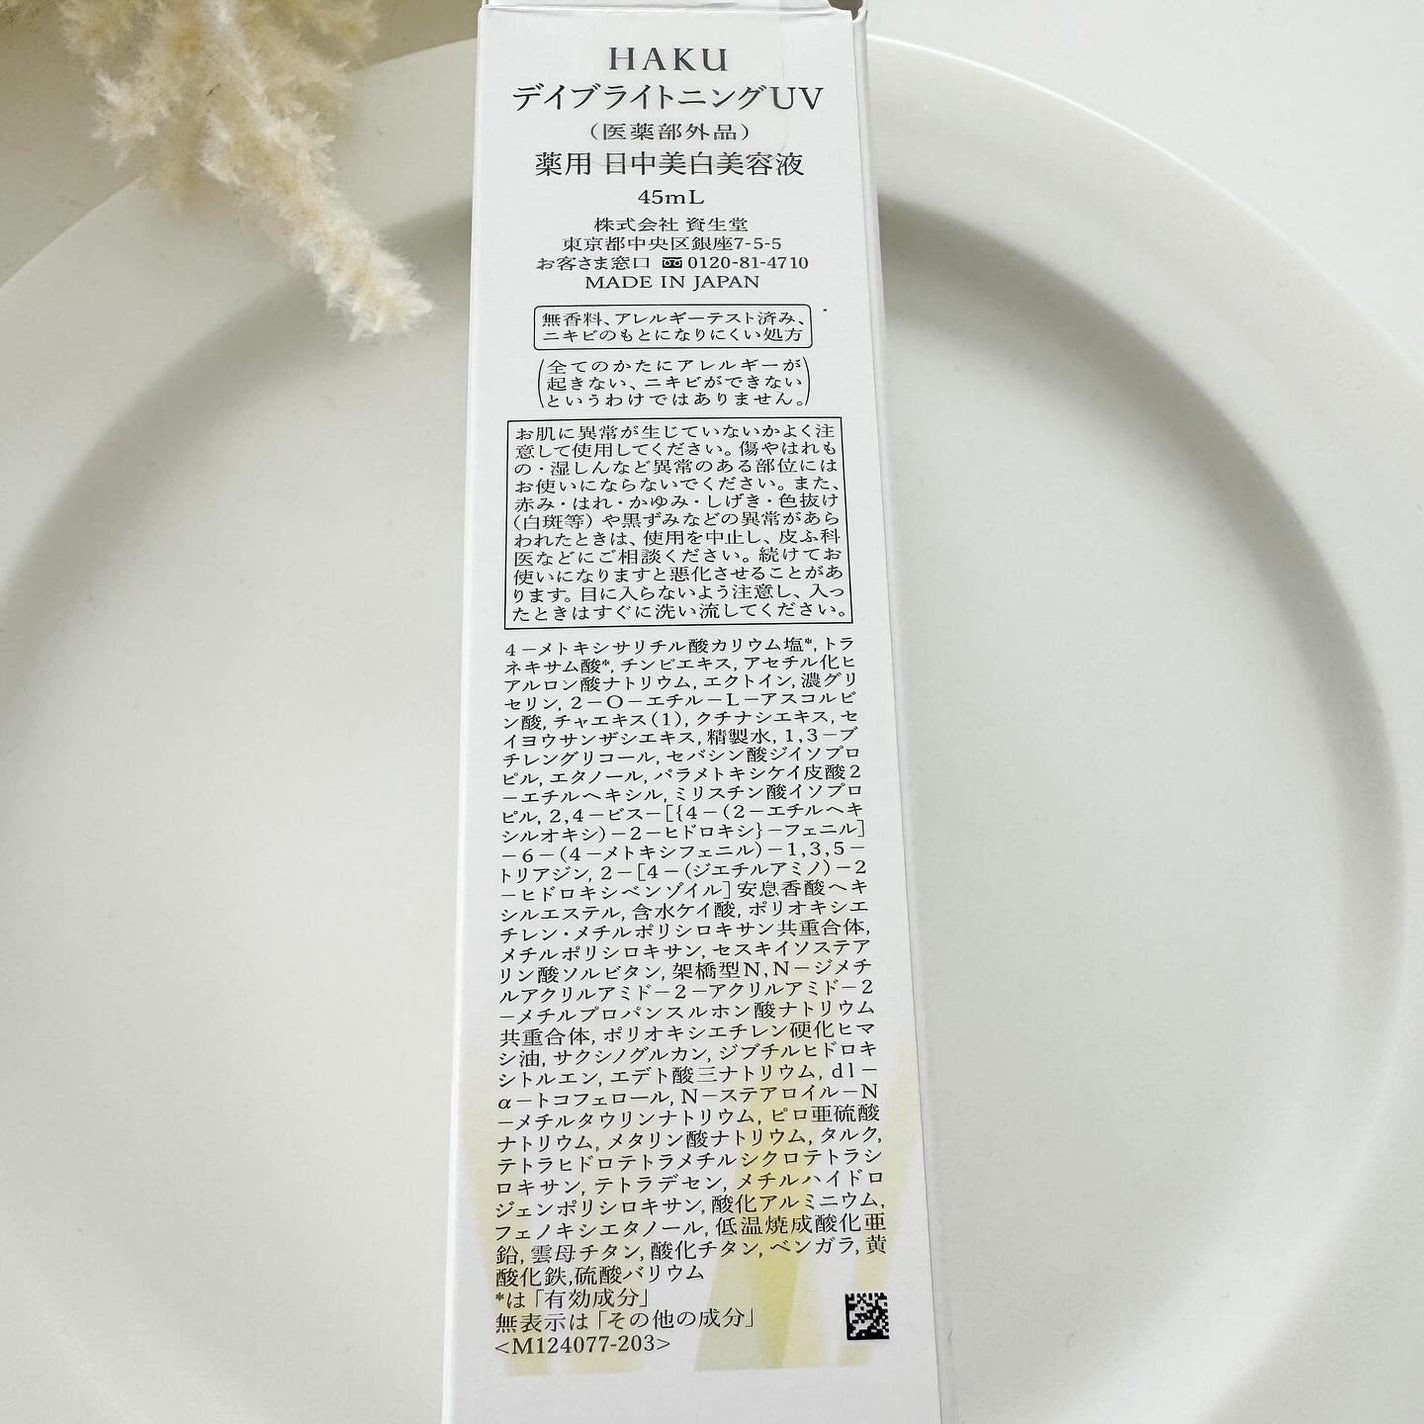 HAKU
デイブライトニングUV
（医薬部外品）
薬用 日中美白美容液
45mL
株式会社 資生堂
東京都中央区銀座7-5-5
お客さま窓口 0120-81-4710
MADE IN JAPAN
無香料、アレルギーテスト済み、
ニキビのもとになりにくい処方
(全てのかたにアレルギーが
起きない、ニキビができない
というわけではありません。)
お肌に異常が生じていないかよく注
意して使用してください。傷やはれも
の・湿しんなど異常のある部位には
お使いにならないでください。また、
赤み・はれ・かゆみ・しげき・色抜け
（白斑等）や黒ずみなどの異常があら
われたときは、使用を中止し、皮ふ科
医などにご相談ください。続けてお
使いになりますと悪化させることがあ
ります。目に入らないよう注意し、入っ
たときはすぐに洗い流してください。
4－メトキシサリチル酸カリウム塩*, トラ
ネキサム酸*, チンピエキス, アセチル化ヒ
アルロン酸ナトリウム, エクトイン, 濃グリ
セリン, 2－O－エチル－L－アスコルビ
ン酸, チャエキス(1), クチナシエキス, セ
イヨウサンザシエキス, 精製水, 1,3－ブ
チレングリコール, セバシン酸ジイソプロ
ピル, エタノール, パラメトキシケイ皮酸2
－エチルヘキシル, ミリスチン酸イソプロ
ピル, 2,4－ビス－[{4－(2－エチルヘキ
シルオキシ)－2－ヒドロキシ}－フェニル]
－6－(4－メトキシフェニル)－1,3,5－
トリアジン, 2－[4－(ジエチルアミノ)－2
－ヒドロキシベンゾイル]安息香酸ヘキ
シルエステル, 含水ケイ酸, ポリオキシエ
チレン・メチルポリシロキサン共重合体,
メチルポリシロキサン, セスキイソステア
リン酸ソルビタン, 架橋型N,N－ジメチ
ルアクリルアミド－2－アクリルアミド－2
－メチルプロパンスルホン酸ナトリウム
共重合体, ポリオキシエチレン硬化ヒマ
シ油, サクシノグルカン, ジブチルヒドロキ
シトルエン, エデト酸三ナトリウム, dl－
α－トコフェロール, N－ステアロイル－N
－メチルタウリンナトリウム, ピロ亜硫酸
ナトリウム, メタリン酸ナトリウム, タルク,
テトラヒドロテトラメチルシクロテトラシ
ロキサン, テトラデセン, メチルハイドロ
ジェンポリシロキサン, 酸化アルミニウム,
フェノキシエタノール, 低温焼成酸化亜
鉛, 雲母チタン, 酸化チタン, ベンガラ, 黄
酸化鉄,硫酸バリウム
*は「有効成分」
無表示は「その他の成分」
<M124077-203>